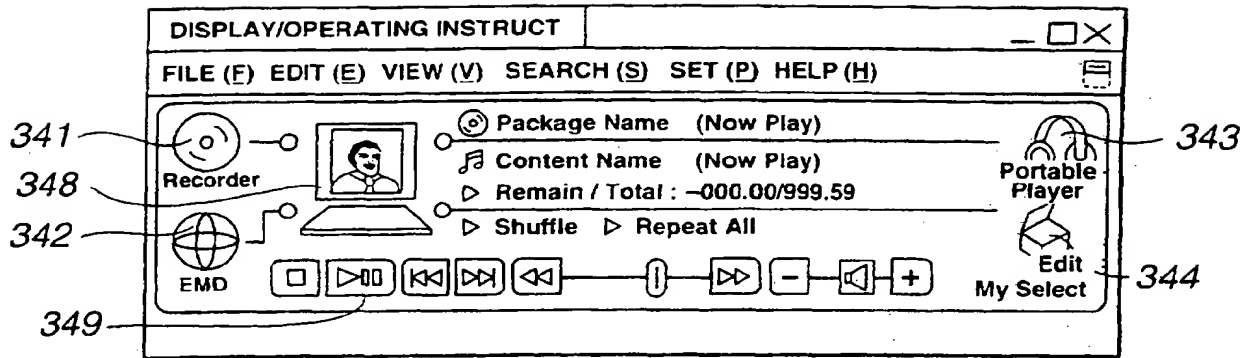 DISPLAY/OPERATING INSTRUCT
FILE (F) EDIT (E) VIEW (V) SEARCH (S) SET (P) HELP (H)
341
Recorder
348
342
EMD
349
Package Name (Now Play)
Content Name (Now Play)
Remain / Total : –000.00/999.59
Shuffle Repeat All
343
Portable
Player
Edit
My Select
344